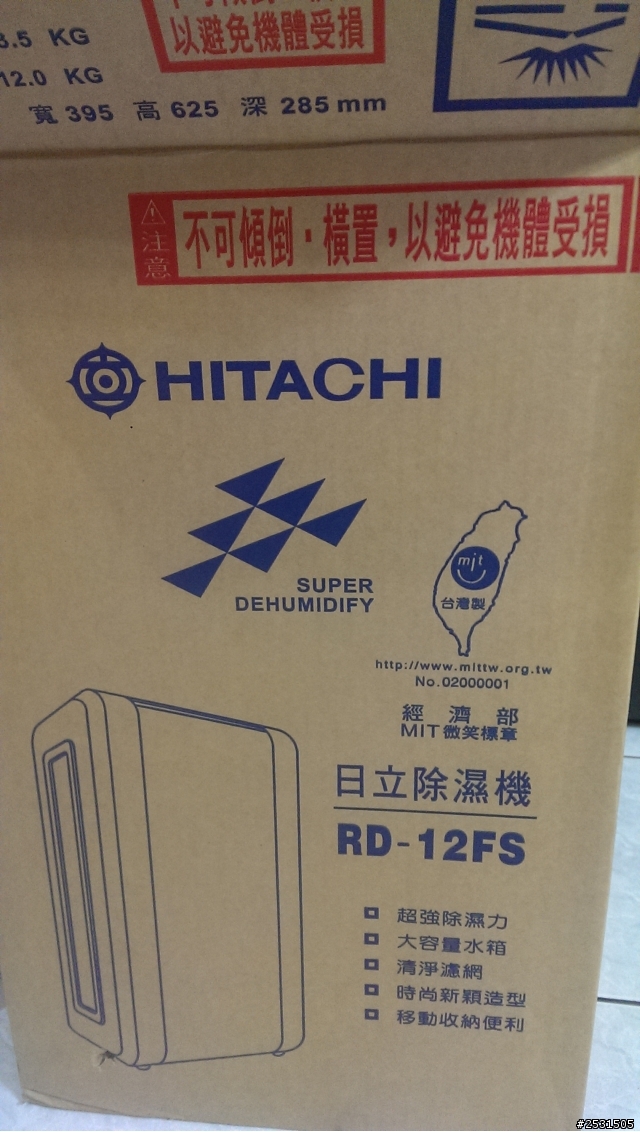 3.5 KG
12.0 KG
以避免機體受損
寬 395 高 625 深 285 mm
注意
不可傾倒．橫置，以避免機體受損
HITACHI
SUPER
DEHUMIDIFY
mit
台灣製
http://www.mittw.org.tw
No.02000001
經濟部
MIT 微笑標章
日立除濕機
RD-12FS
超強除濕力
大容量水箱
清淨濾網
時尚新穎造型
移動收納便利
#2531505